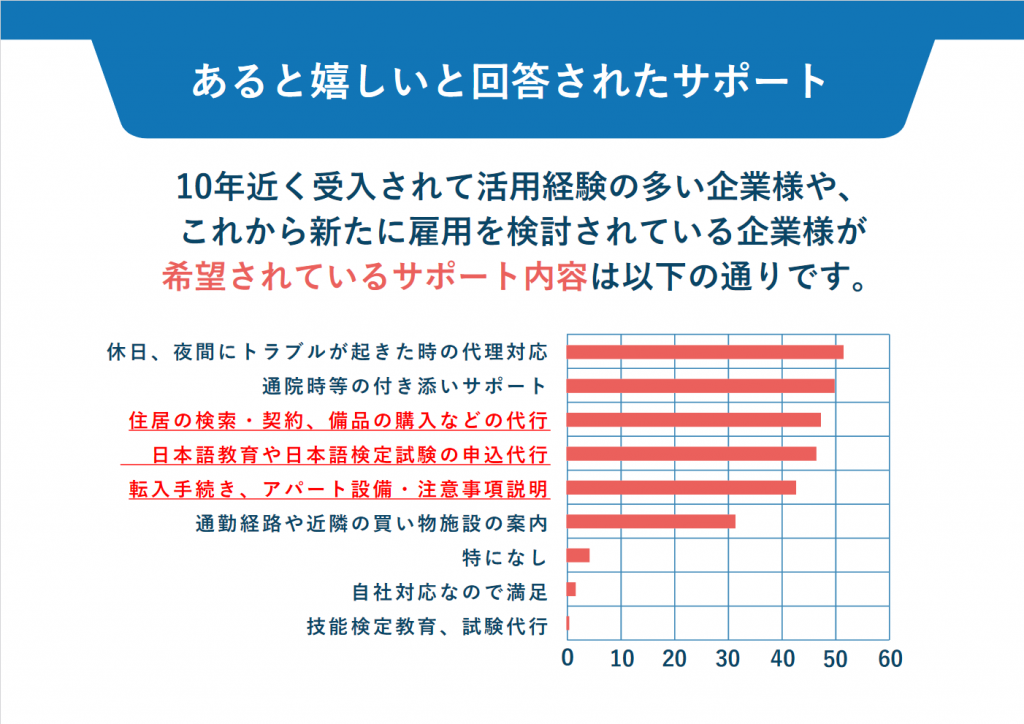 あると嬉しいと回答されたサポート
10年近く受入されて活用経験の多い企業様や、
これから新たに雇用を検討されている企業様が
希望されているサポート内容は以下の通りです。
休日、夜間にトラブルが起きた時の代理対応
通院時等の付き添いサポート
住居の検索・契約、備品の購入などの代行
日本語教育や日本語検定試験の申込代行
転入手続き、アパート設備・注意事項説明
通勤経路や近隣の買い物施設の案内
特になし
自社対応なので満足
技能検定教育、試験代行
0 10 20 30 40 50 60